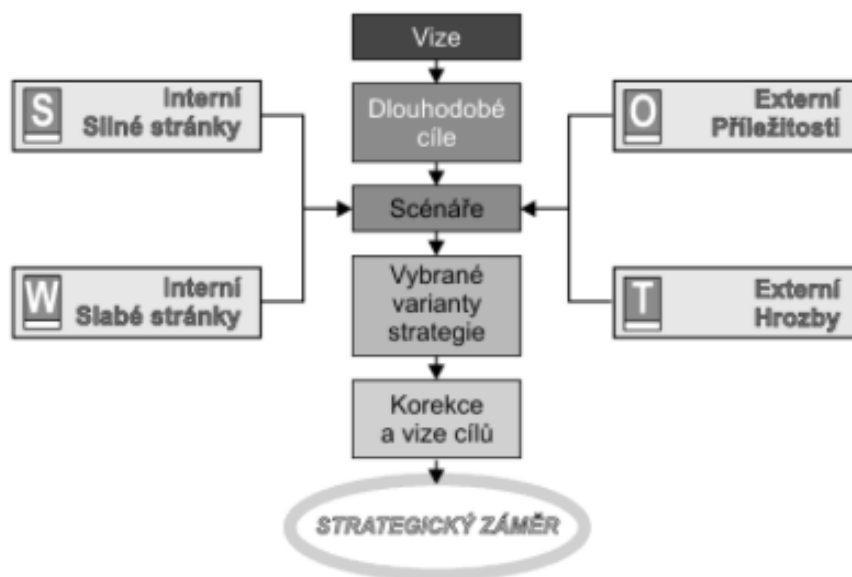 Vize
S
Interní
Silné stránky
Dlouhodobé
cíle
O
Externí
Příležitosti
Scénáře
W
Interní
Slabé stránky
Vybrané
varianty
strategie
T
Externí
Hrozby
Korekce
a vize cílů
STRATEGICKÝ ZÁMĚR